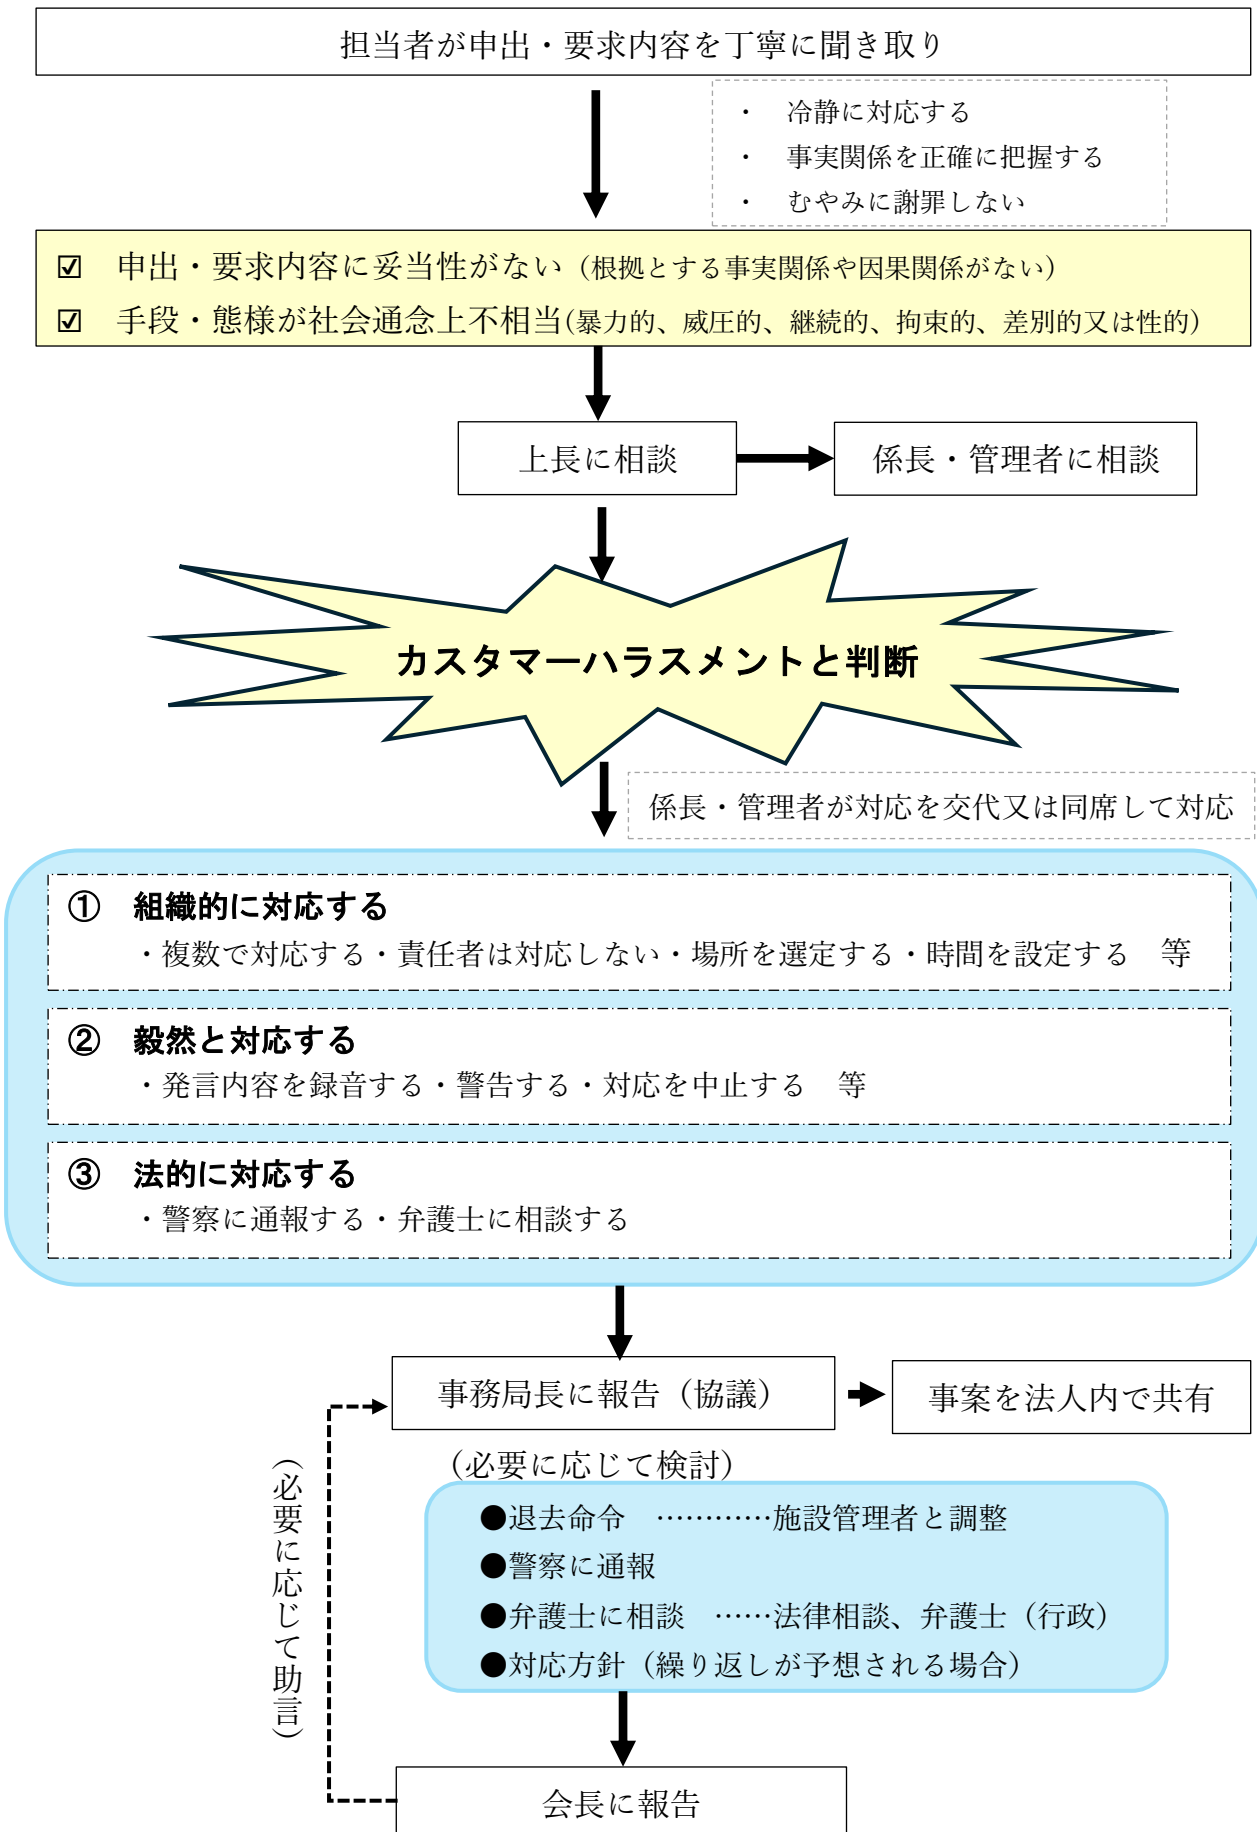 担当者が申出・要求内容を丁寧に聞き取り
・ 冷静に対応する
・ 事実関係を正確に把握する
・ むやみに謝罪しない
☑ 申出・要求内容に妥当性がない（根拠とする事実関係や因果関係がない）
☑ 手段・態様が社会通念上不相当(暴力的、威圧的、継続的、拘束的、差別的又は性的)
上長に相談
係長・管理者に相談
カスタマーハラスメントと判断
係長・管理者が対応を交代又は同席して対応
① 組織的に対応する
・複数で対応する・責任者は対応しない・場所を選定する・時間を設定する　等
② 毅然と対応する
・発言内容を録音する・警告する・対応を中止する　等
③ 法的に対応する
・警察に通報する・弁護士に相談する
事務局長に報告（協議）
事案を法人内で共有
（必要に応じて検討）
●退去命令　…………施設管理者と調整
●警察に通報
●弁護士に相談　……法律相談、弁護士（行政）
●対応方針（繰り返しが予想される場合）
（必要に応じて助言）
会長に報告